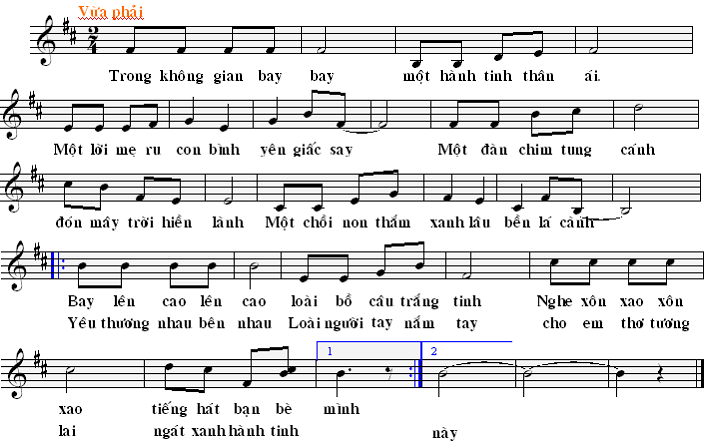 Vừa phải
2
4
Trong không gian bay bay một hành tinh thân ái.
Một lời mẹ ru con bình yên giấc say Một đàn chim tung cánh
đón mây trời hiền lành Một chồi non thắm xanh lâu bền lá cành
Bay lên cao lên cao loài bồ câu trắng tinh Nghe xôn xao xôn
Yêu thương nhau bên nhau Loài người tay nắm tay cho em thơ tương
1 2
xao tiếng hát bạn bè mình
lai ngát xanh hành tinh này